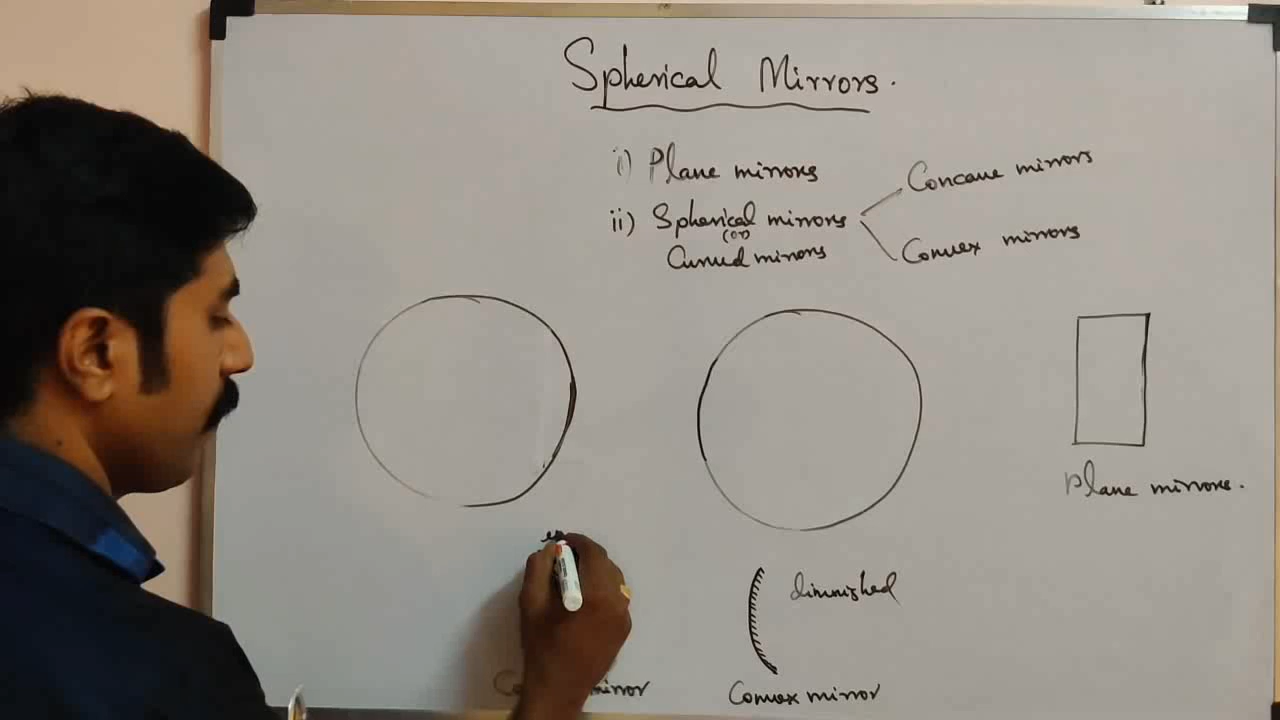 Spherical Mirrors.
i) Plane mirrors
ii) Spherical mirrors
(or)
Curved mirrors
Concave mirrors
Convex mirrors
Plane mirrors.
diminished
mirror
Convex mirror